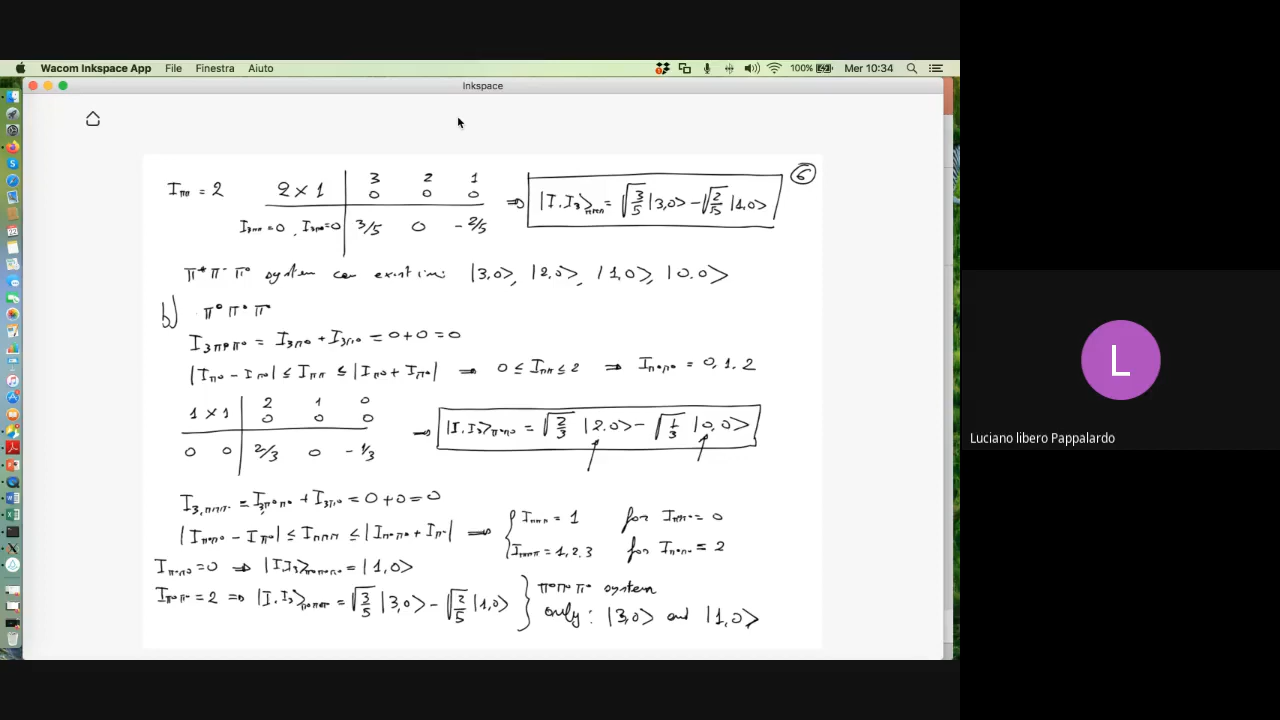 Wacom Inkspace App File Finestra Aiuto 100% Mer 10:34
Inkspace
6
Iππ = 2
2 × 1
3 2 1
0 0 0
I3ππ=0, I3π0=0
3/5 0 -2/5
⇒ |I,I3>πππ = √3/5 |3,0> - √2/5 |1,0>
π+π-π0 system can exist in: |3,0>, |2,0>, |1,0>, |0,0>
b) π0π0π0
I3π0π0 = I3π0 + I3π0 = 0+0=0
|Iπ0 - Iπ0| ≤ Iππ ≤ |Iπ0 + Iπ0| ⇒ 0 ≤ Iππ ≤ 2 ⇒ Iπ0π0 = 0, 1, 2
1 × 1
2 1 0
0 0 0
0 0
2/3 0 -1/3
⇒ |I,I3>π0π0 = √2/3 |2,0> - √1/3 |0,0>
I3,πππ = I3π0π0 + I3π0 = 0+0=0
|Iπ0π0 - Iπ0| ≤ Iπππ ≤ |Iπ0π0 + Iπ0| ⇒ { Iπππ = 1 for Iπ0π0 = 0
Iπππ = 1,2,3 for Iπ0π0 = 2
Iπ0π0 = 0 ⇒ |I,I3>π0π0π0 = |1,0>
Iπ0π0 = 2 ⇒ |I,I3>π0π0π0 = √3/5 |3,0> - √2/5 |1,0>
} π0π0π0 system
only: |3,0> and |1,0>
L
Luciano libero Pappalardo